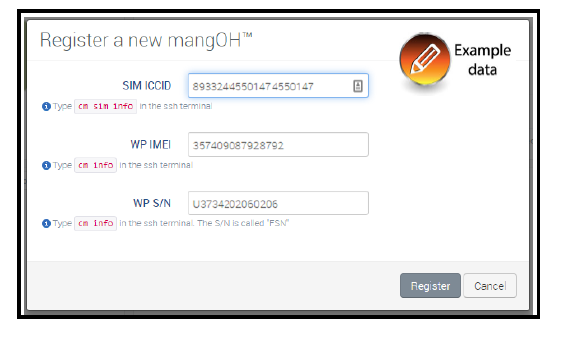 Register a new mangOH™
Example
data
SIM ICCID 89332445501474550147
Type cm sim info in the ssh terminal
WP IMEI 357409087928792
Type cm info in the ssh terminal
WP S/N U3734202060206
Type cm info in the ssh terminal. The S/N is called "FSN"
Register Cancel